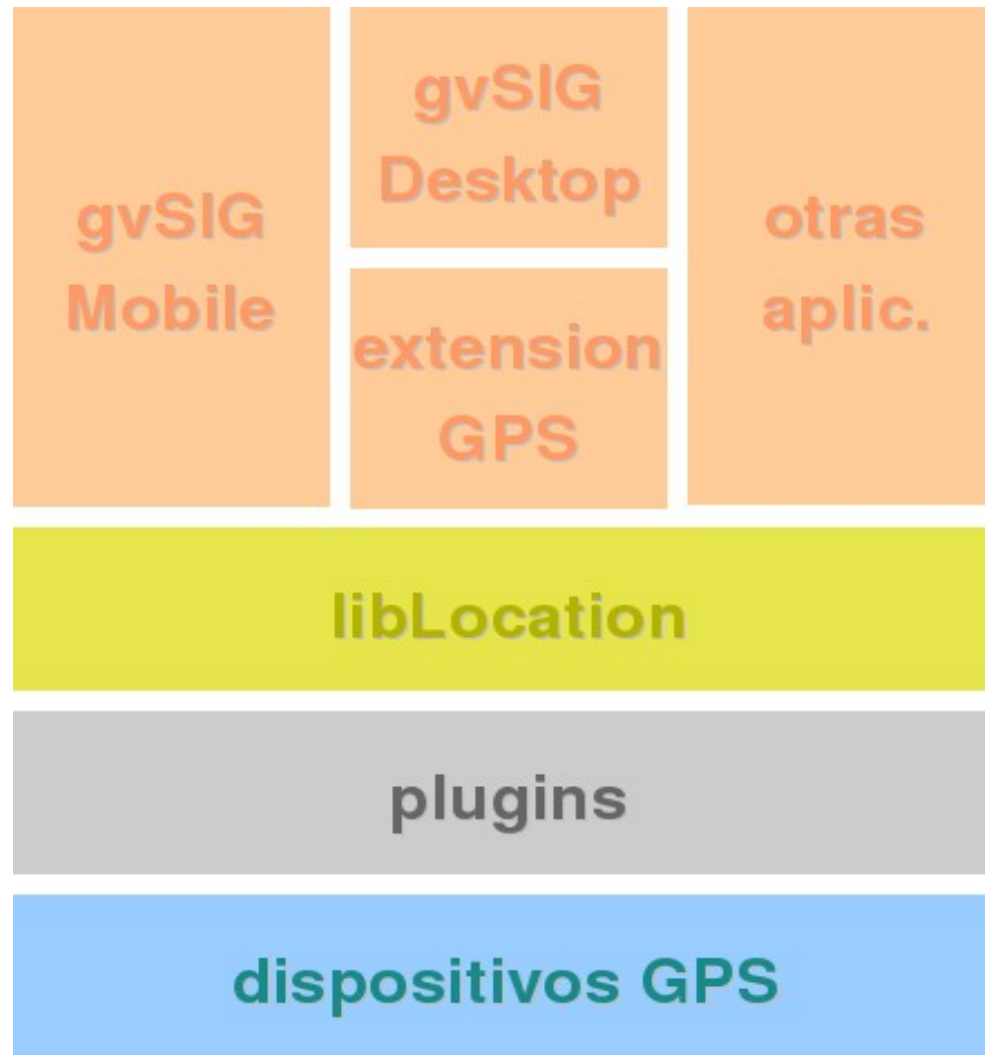 gvSIG
Mobile
gvSIG
Desktop
extension
GPS
otras
aplic.
libLocation
plugins
dispositivos GPS